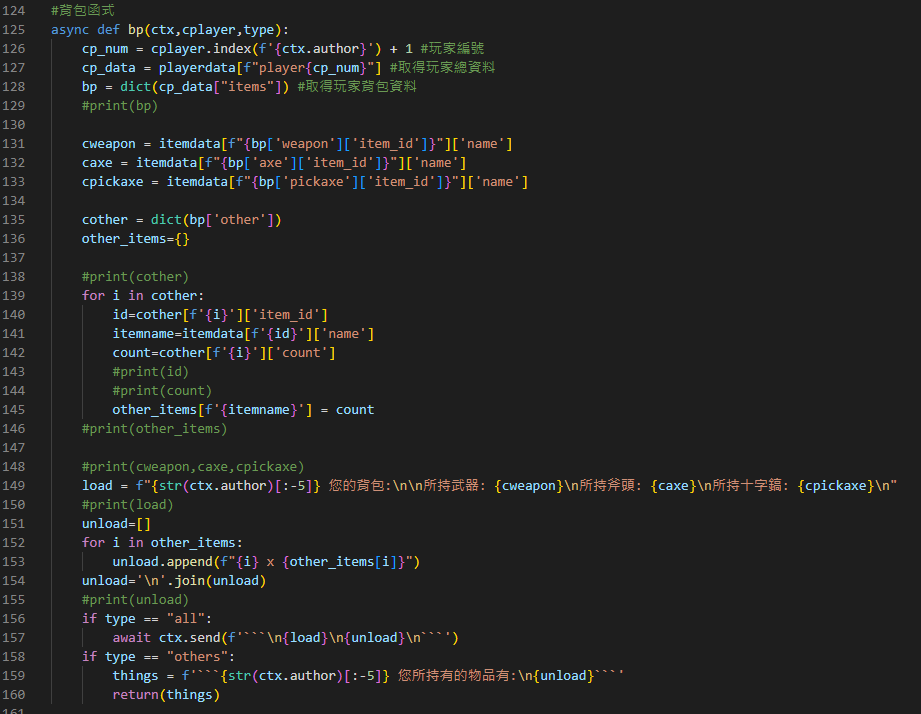 124 #背包函式
125 async def bp(ctx,cplayer,type):
126     cp_num = cplayer.index(f'{ctx.author}') + 1 #玩家編號
127     cp_data = playerdata[f"player{cp_num}"] #取得玩家總資料
128     bp = dict(cp_data["items"]) #取得玩家背包資料
129     #print(bp)
130
131     cweapon = itemdata[f"{bp['weapon']['item_id']}"]['name']
132     caxe = itemdata[f"{bp['axe']['item_id']}"]['name']
133     cpickaxe = itemdata[f"{bp['pickaxe']['item_id']}"]['name']
134
135     cother = dict(bp['other'])
136     other_items={}
137
138     #print(cother)
139     for i in cother:
140         id=cother[f'{i}']['item_id']
141         itemname=itemdata[f'{id}']['name']
142         count=cother[f'{i}']['count']
143         #print(id)
144         #print(count)
145         other_items[f'{itemname}'] = count
146     #print(other_items)
147
148     #print(cweapon,caxe,cpickaxe)
149     load = f"{str(ctx.author)[:-5]} 您的背包:\n\n所持武器: {cweapon}\n所持斧頭: {caxe}\n所持十字鎬: {cpickaxe}\n"
150     #print(load)
151     unload=[]
152     for i in other_items:
153         unload.append(f"{i} x {other_items[i]}")
154     unload='\n'.join(unload)
155     #print(unload)
156     if type == "all":
157         await ctx.send(f'```\n{load}\n{unload}\n```')
158     if type == "others":
159         things = f'```{str(ctx.author)[:-5]} 您所持有的物品有:\n{unload}```'
160         return(things)
161